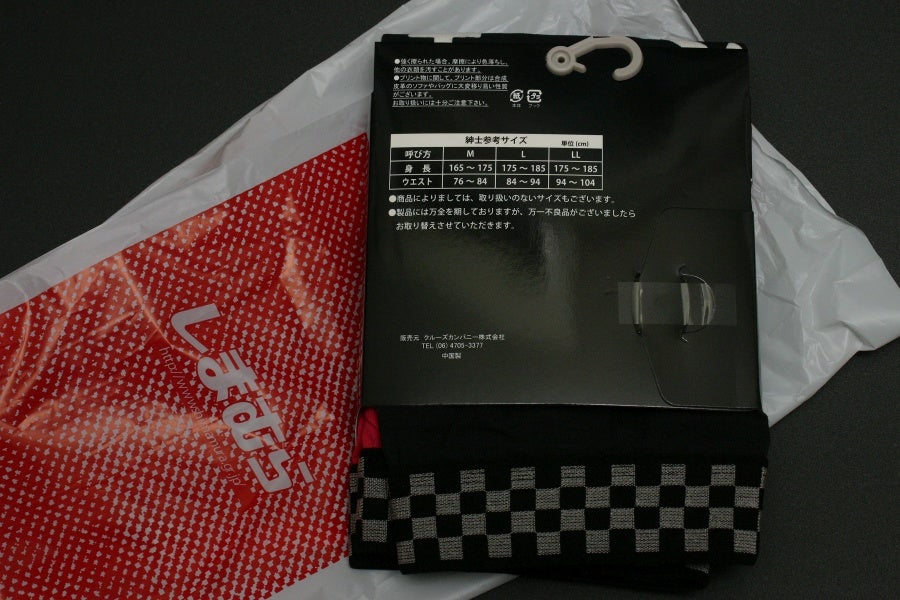 ●強く擦られた場合、摩擦により色落ちし、
他の衣類を汚すことがあります。
●プリント物に関して、プリント部分は合成
皮革のソファやバッグに大変移り易い性質
がございます。
お取り扱いには十分ご注意下さい。
紙 プラ
本体 フック
紳士参考サイズ 単位(cm)
呼び方 M L LL
身長 165〜175 175〜185 175〜185
ウエスト 76〜84 84〜94 94〜104
●商品によりましては、取り扱いのないサイズもございます。
●製品には万全を期しておりますが、万一不良品がございましたら
お取り替えさせていただきます。
販売元 クルーズカンパニー株式会社
TEL (06) 4705-3377
中国製
しまむら